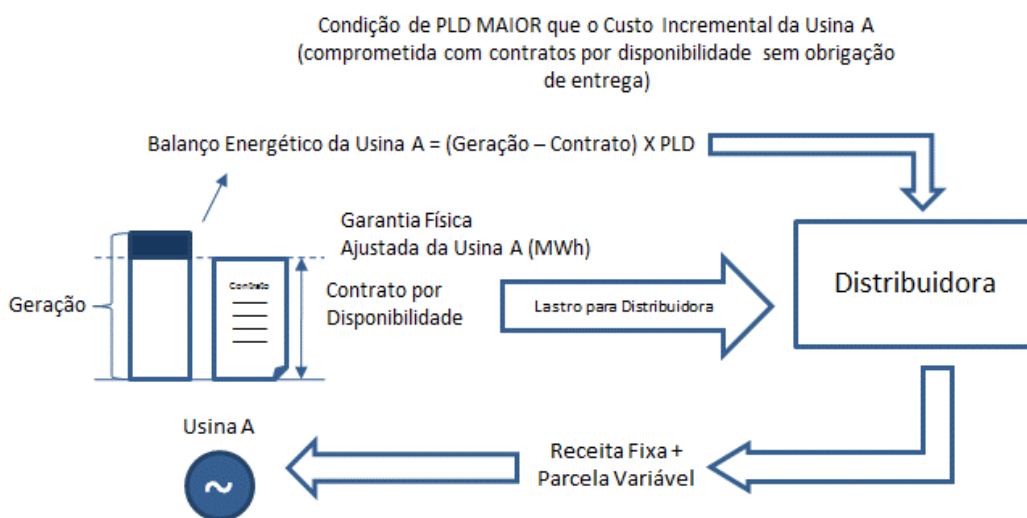 Condição de PLD MAIOR que o Custo Incremental da Usina A
(comprometida com contratos por disponibilidade sem obrigação
de entrega)
Balanço Energético da Usina A = (Geração – Contrato) X PLD
Garantia Física
Ajustada da Usina A (MWh)
Contrato
Geração
Contrato por
Disponibilidade
Lastro para Distribuidora
Distribuidora
Usina A
~
Receita Fixa +
Parcela Variável